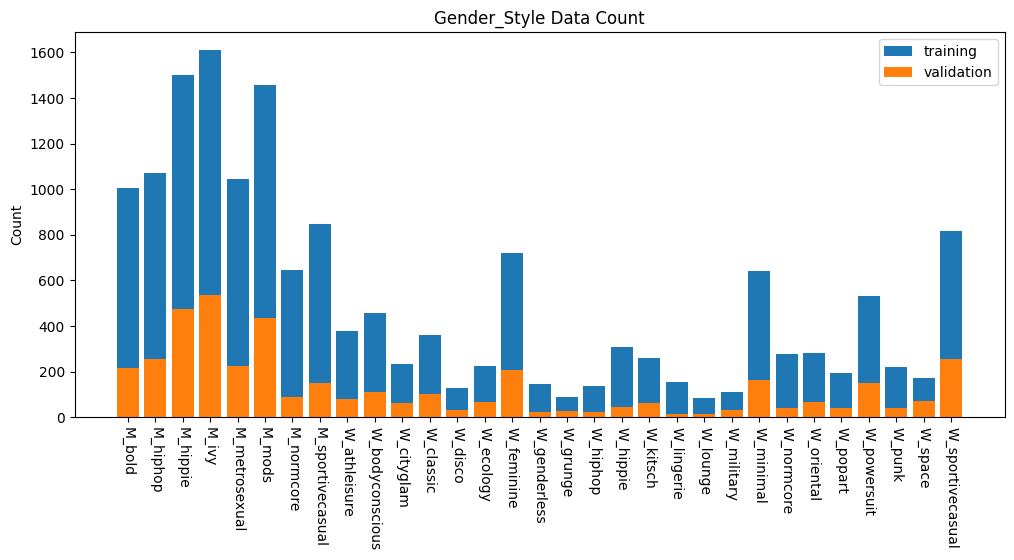 Gender_Style Data Count
training
validation
Count
1600
1400
1200
1000
800
600
400
200
0
M_bold
M_hiphop
M_hippie
M_ivy
M_metrosexual
M_mods
M_normcore
M_sportivecasual
W_athleisure
W_bodyconscious
W_cityglam
W_classic
W_disco
W_ecology
W_feminine
W_genderless
W_grunge
W_hiphop
W_hippie
W_kitsch
W_lingerie
W_lounge
W_military
W_minimal
W_normcore
W_oriental
W_popart
W_powersuit
W_punk
W_space
W_sportivecasual